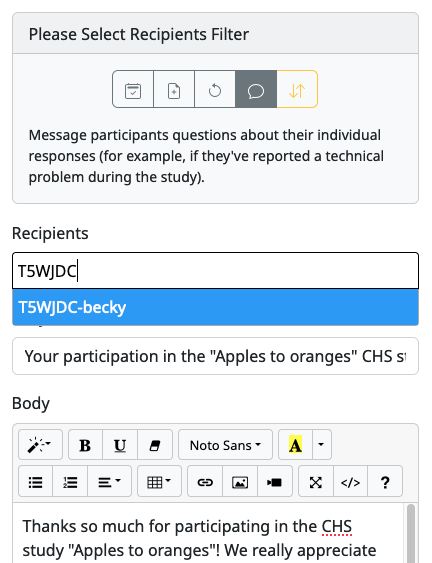 Please Select Recipients Filter
Message participants questions about their individual
responses (for example, if they've reported a technical
problem during the study).
Recipients
T5WJDC
T5WJDC-becky
Your participation in the "Apples to oranges" CHS
Body
B U Noto Sans A
</> ?
Thanks so much for participating in the CHS
study "Apples to oranges"! We really appreciate